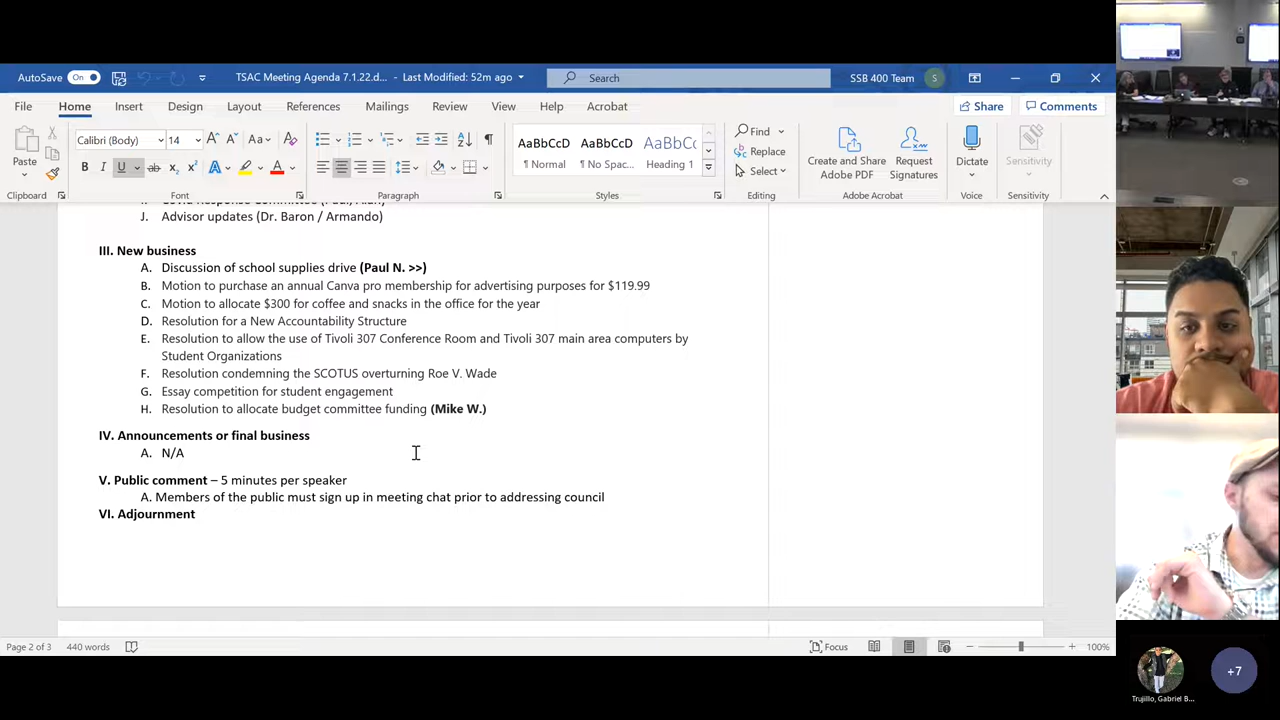 AutoSave On TSAC Meeting Agenda 7.1.22.d... - Last Modified: 52m ago Search SSB 400 Team S
File Home Insert Design Layout References Mailings Review View Help Acrobat Share Comments
Paste
Calibri (Body) 14
AaBbCcD AaBbCcD AaBbCc
¶ Normal ¶ No Spac... Heading 1
Find
Replace
Select
Create and Share
Adobe PDF
Request
Signatures
Dictate
Sensitivity
Clipboard Font Paragraph Styles Editing Adobe Acrobat Voice Sensitivity
J. Advisor updates (Dr. Baron / Armando)
III. New business
A. Discussion of school supplies drive (Paul N. >>)
B. Motion to purchase an annual Canva pro membership for advertising purposes for $119.99
C. Motion to allocate $300 for coffee and snacks in the office for the year
D. Resolution for a New Accountability Structure
E. Resolution to allow the use of Tivoli 307 Conference Room and Tivoli 307 main area computers by
Student Organizations
F. Resolution condemning the SCOTUS overturning Roe V. Wade
G. Essay competition for student engagement
H. Resolution to allocate budget committee funding (Mike W.)
IV. Announcements or final business
A. N/A
V. Public comment – 5 minutes per speaker
A. Members of the public must sign up in meeting chat prior to addressing council
VI. Adjournment
Page 2 of 3 440 words Focus 100%
Trujillo, Gabriel B...
+7